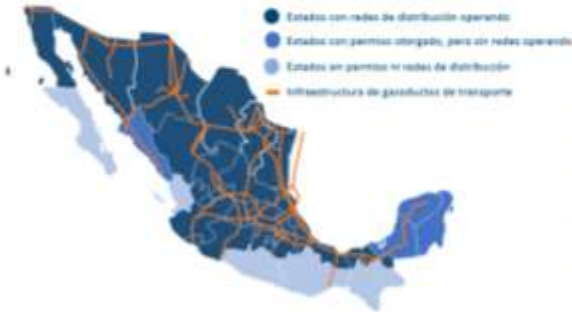 Estados con redes de distribución operando
Estados con permiso otorgado, pero sin redes operando
Estados sin permisos ni redes de distribución
Infraestructura de gasoductos de transporte